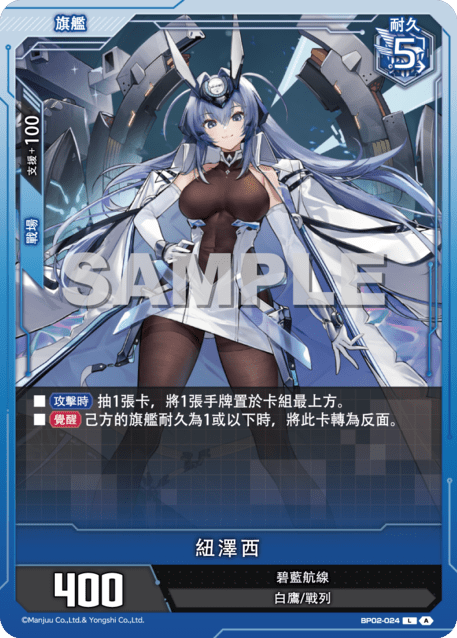 旗艦
耐久
5
支援+100
戰場
SAMPLE
■ 攻擊時 抽1張卡，將1張手牌置於卡組最上方。
■ 覺醒 己方的旗艦耐久為1或以下時，將此卡轉為反面。
紐澤西
400
碧藍航線
白鷹/戰列
©Manjuu Co.,Ltd.& Yongshi Co.,Ltd.
BP02-024 L A